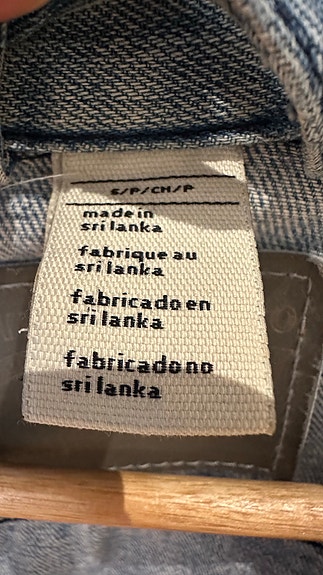 S/P/CH/P
made in
sri lanka
fabrique au
sri lanka
fabricado en
sri lanka
fabricado no
sri lanka